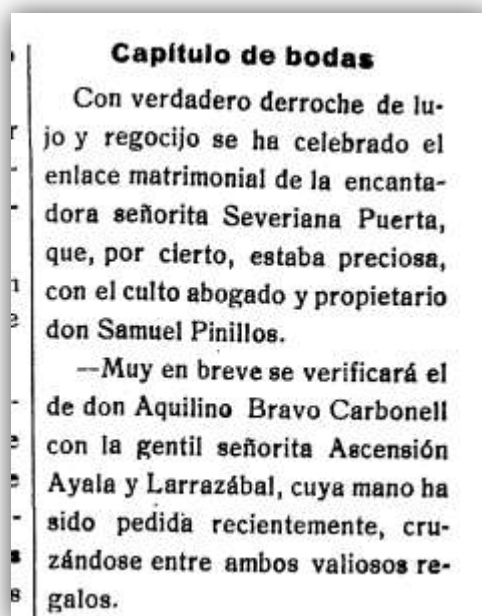 Capítulo de bodas
Con verdadero derroche de lu-
jo y regocijo se ha celebrado el
enlace matrimonial de la encanta-
dora señorita Severiana Puerta,
que, por cierto, estaba preciosa,
con el culto abogado y propietario
don Samuel Pinillos.
—Muy en breve se verificará el
de don Aquilino Bravo Carbonell
con la gentil señorita Ascensión
Ayala y Larrazábal, cuya mano ha
sido pedida recientemente, cru-
zándose entre ambos valiosos re-
galos.